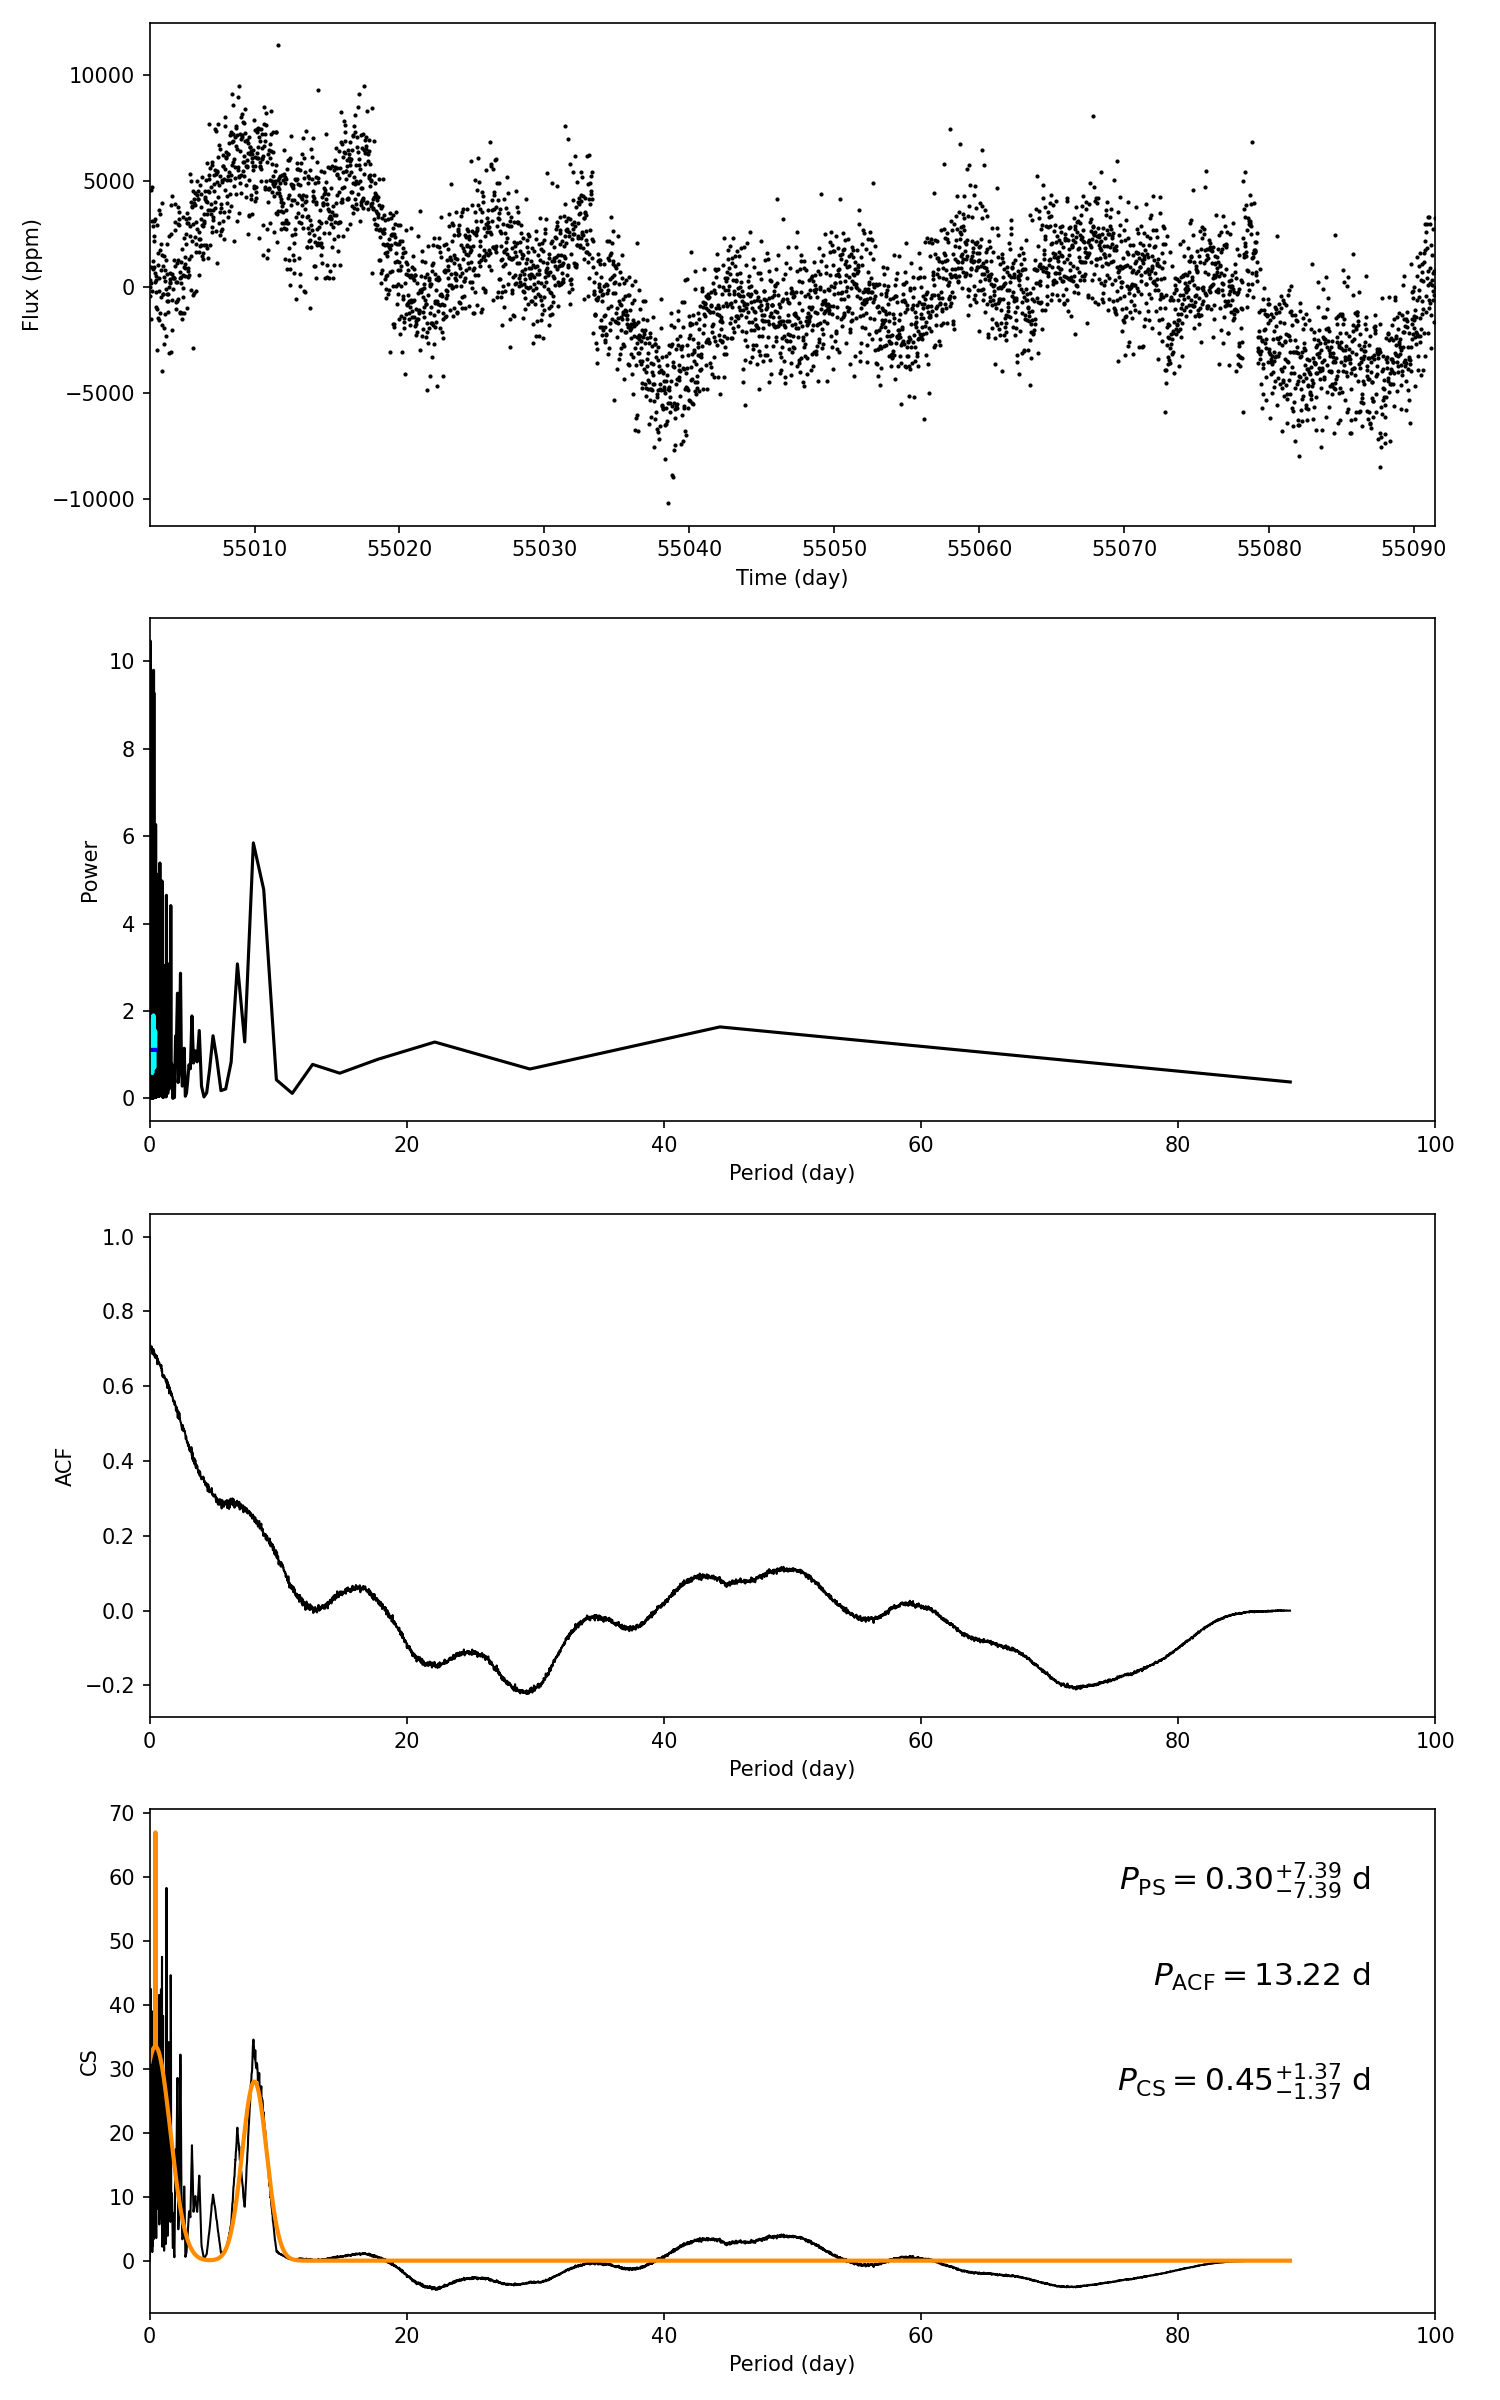 10000
5000
0
−5000
−10000
Flux (ppm)
55010 55020 55030 55040 55050 55060 55070 55080 55090
Time (day)
10
8
6
4
2
0
Power
0 20 40 60 80 100
Period (day)
1.0
0.8
0.6
0.4
0.2
0.0
−0.2
ACF
0 20 40 60 80 100
Period (day)
70
60
50
40
30
20
10
0
CS
P_PS = 0.30^{+7.39}_{−7.39} d
P_ACF = 13.22 d
P_CS = 0.45^{+1.37}_{−1.37} d
0 20 40 60 80 100
Period (day)